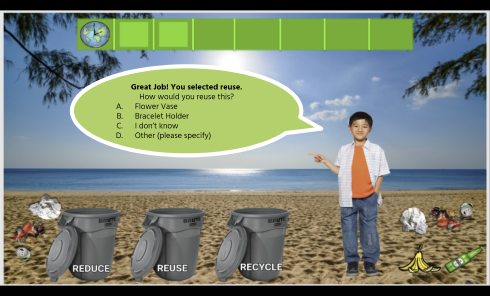 Great Job! You selected reuse.
How would you reuse this?
A. Flower Vase
B. Bracelet Holder
C. I don't know
D. Other (please specify)
REDUCE
REUSE
RECYCLE